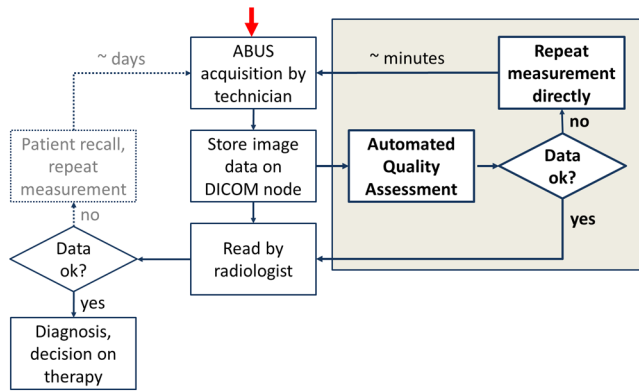 ~ days
ABUS
acquisition by
technician
~ minutes
Repeat
measurement
directly
no
Patient recall,
repeat
measurement
Store image
data on
DICOM node
Automated
Quality
Assessment
Data
ok?
yes
no
Data
ok?
Read by
radiologist
yes
Diagnosis,
decision on
therapy